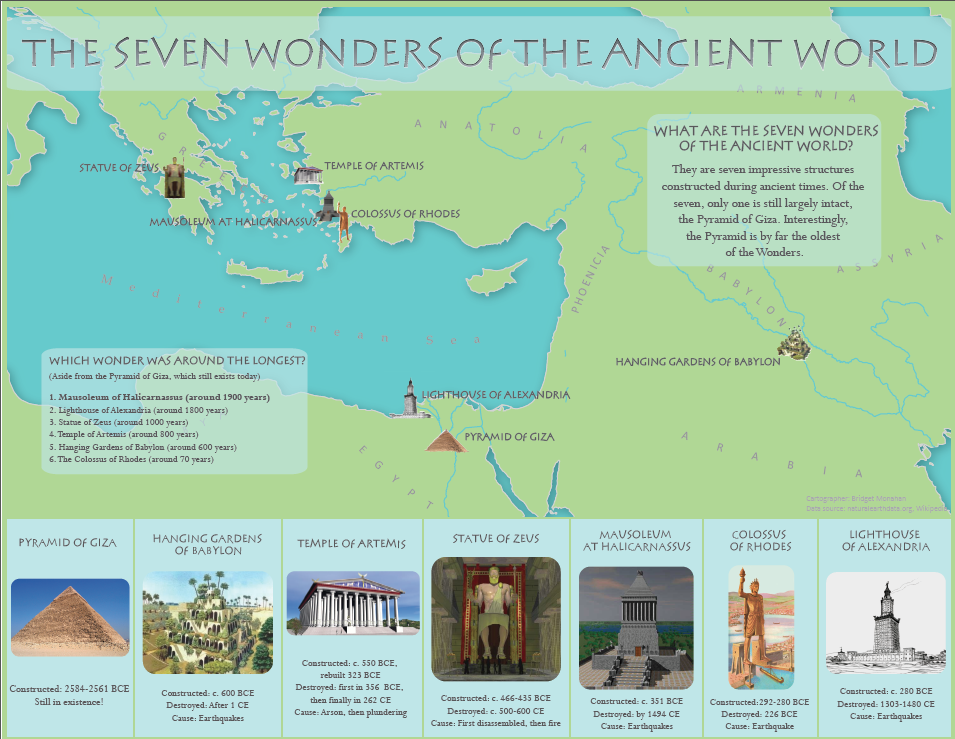 THE SEVEN WONDERS OF THE ANCIENT WORLD
ARMENIA
ANATOLIA
GREECE
WHAT ARE THE SEVEN WONDERS
OF THE ANCIENT WORLD?
They are seven impressive structures
constructed during ancient times. Of the
seven, only one is still largely intact,
the Pyramid of Giza. Interestingly,
the Pyramid is by far the oldest
of the Wonders.
STATUE OF ZEUS
TEMPLE OF ARTEMIS
MAUSOLEUM AT HALICARNASSUS
COLOSSUS OF RHODES
ASSYRIA
PHOENICIA
BABYLON
Mediterranean Sea
HANGING GARDENS OF BABYLON
WHICH WONDER WAS AROUND THE LONGEST?
(Aside from the Pyramid of Giza, which still exists today)
1. Mausoleum of Halicarnassus (around 1900 years)
2. Lighthouse of Alexandria (around 1800 years)
3. Statue of Zeus (around 1000 years)
4. Temple of Artemis (around 800 years)
5. Hanging Gardens of Babylon (around 600 years)
6. The Colossus of Rhodes (around 70 years)
LIGHTHOUSE OF ALEXANDRIA
PYRAMID OF GIZA
EGYPT
ARABIA
Cartographer: Bridget Monahan
Data source: naturalearthdata.org, Wikipedia
PYRAMID OF GIZA
Constructed: 2584-2561 BCE
Still in existence!
HANGING GARDENS
OF BABYLON
Constructed: c. 600 BCE
Destroyed: After 1 CE
Cause: Earthquakes
TEMPLE OF ARTEMIS
Constructed: c. 550 BCE,
rebuilt 323 BCE
Destroyed: first in 356 BCE,
then finally in 262 CE
Cause: Arson, then plundering
STATUE OF ZEUS
Constructed: c. 466-435 BCE
Destroyed: c. 500-600 CE
Cause: First disassembled, then fire
MAUSOLEUM
AT HALICARNASSUS
Constructed: c. 351 BCE
Destroyed: by 1494 CE
Cause: Earthquakes
COLOSSUS
OF RHODES
Constructed:292-280 BCE
Destroyed: 226 BCE
Cause: Earthquake
LIGHTHOUSE
OF ALEXANDRIA
Constructed: c. 280 BCE
Destroyed: 1303-1480 CE
Cause: Earthquakes